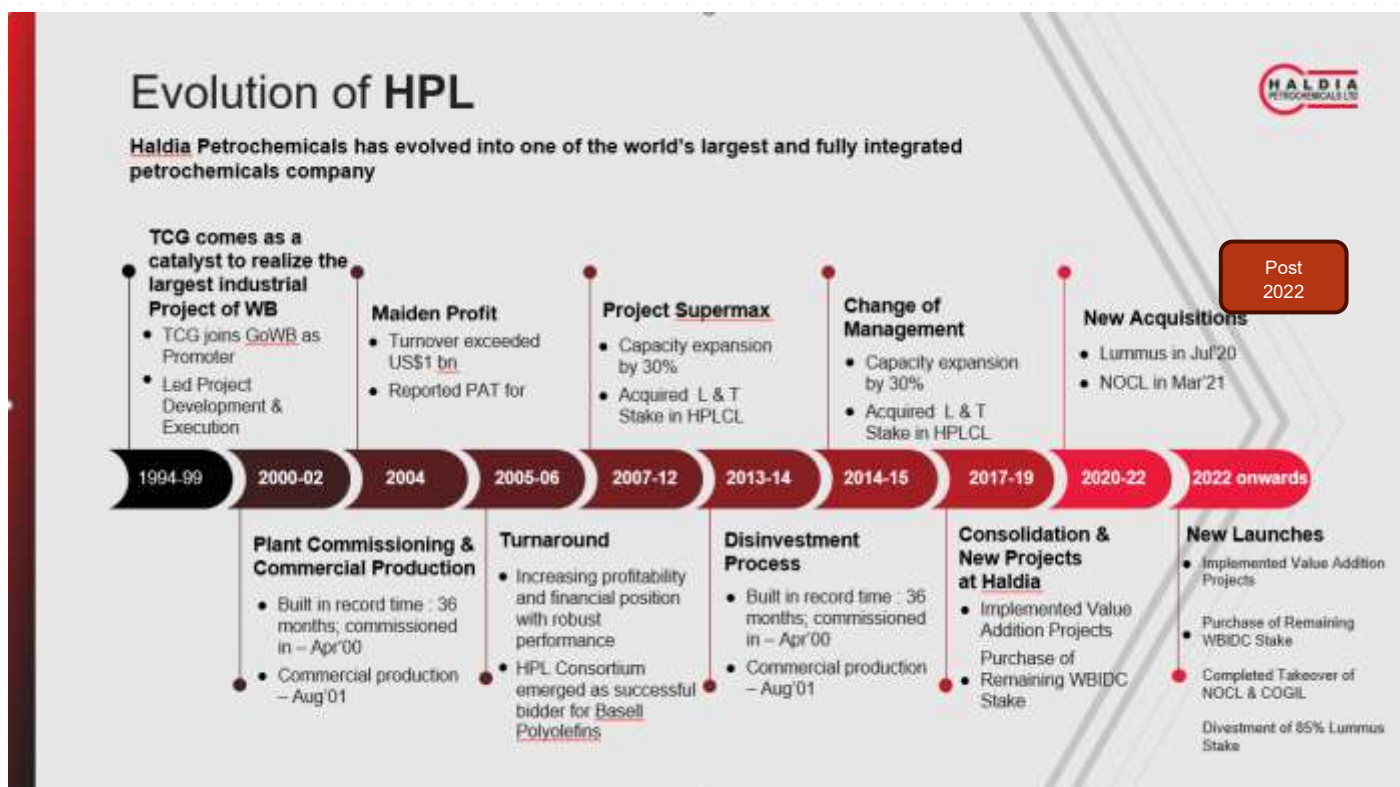 Evolution of HPL
HALDIA
PETROCHEMICALS LTD
Haldia Petrochemicals has evolved into one of the world's largest and fully integrated
petrochemicals company
Post
2022
TCG comes as a
catalyst to realize the
largest industrial
Project of WB
TCG joins GoWB as
Promoter
Led Project
Development &
Execution
Maiden Profit
Turnover exceeded
US$1 bn
Reported PAT for
Project Supermax
Capacity expansion
by 30%
Acquired L & T
Stake in HPLCL
Change of
Management
Capacity expansion
by 30%
Acquired L & T
Stake in HPLCL
New Acquisitions
Lummus in Jul'20
NOCL in Mar'21
1994-99
2000-02
2004
2005-06
2007-12
2013-14
2014-15
2017-19
2020-22
2022 onwards
Plant Commissioning &
Commercial Production
Built in record time : 36
months; commissioned
in – Apr'00
Commercial production
– Aug'01
Turnaround
Increasing profitability
and financial position
with robust
performance
HPL Consortium
emerged as successful
bidder for Basell
Polyolefins
Disinvestment
Process
Built in record time : 36
months; commissioned
in – Apr'00
Commercial production
– Aug'01
Consolidation &
New Projects
at Haldia
Implemented Value
Addition Projects
Purchase of
Remaining WBIDC
Stake
New Launches
Implemented Value Addition
Projects
Purchase of Remaining
WBIDC Stake
Completed Takeover of
NOCL & COGIL
Divestment of 85% Lummus
Stake